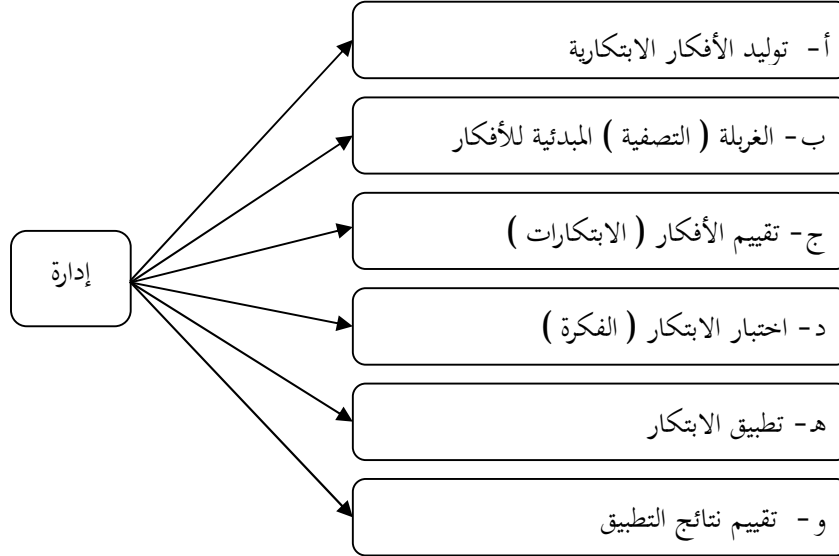 أ- توليد الأفكار الابتكارية
ب- الغربلة ( التصفية ) المبدئية للأفكار
ج- تقييم الأفكار ( الابتكارات )
إدارة
د- اختبار الابتكار ( الفكرة )
هـ- تطبيق الابتكار
و- تقييم نتائج التطبيق